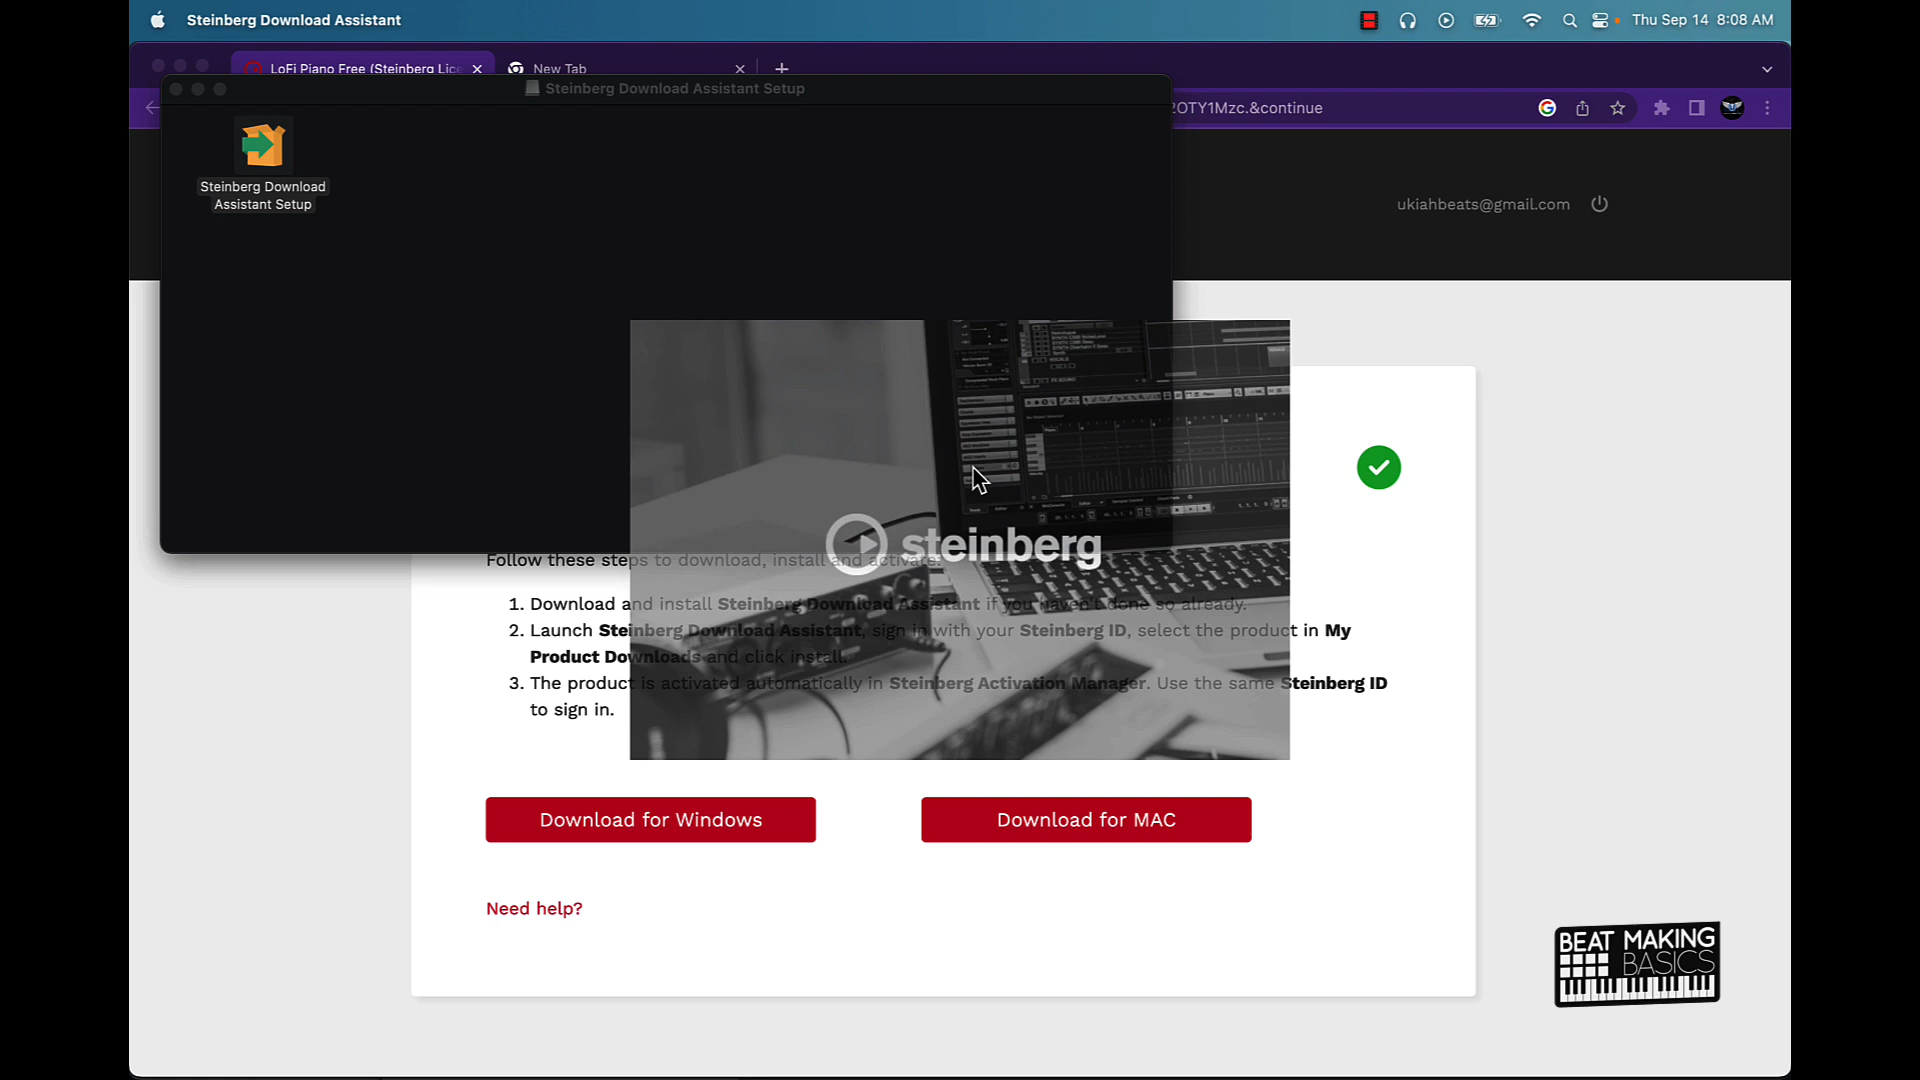 Steinberg Download Assistant
Thu Sep 14 8:08 AM
LoFi Piano Free (Steinberg Lice
New Tab
Steinberg Download Assistant Setup
2OTY1Mzc.&continue
Steinberg Download
Assistant Setup
ukiahbeats@gmail.com
steinberg
Follow these steps to download, install and activate:
1. Download and install Steinberg Download Assistant if you haven't done so already.
2. Launch Steinberg Download Assistant, sign in with your Steinberg ID, select the product in My
Product Downloads and click install.
3. The product is activated automatically in Steinberg Activation Manager. Use the same Steinberg ID
to sign in.
Download for Windows
Download for MAC
Need help?
BEAT MAKING
BASICS